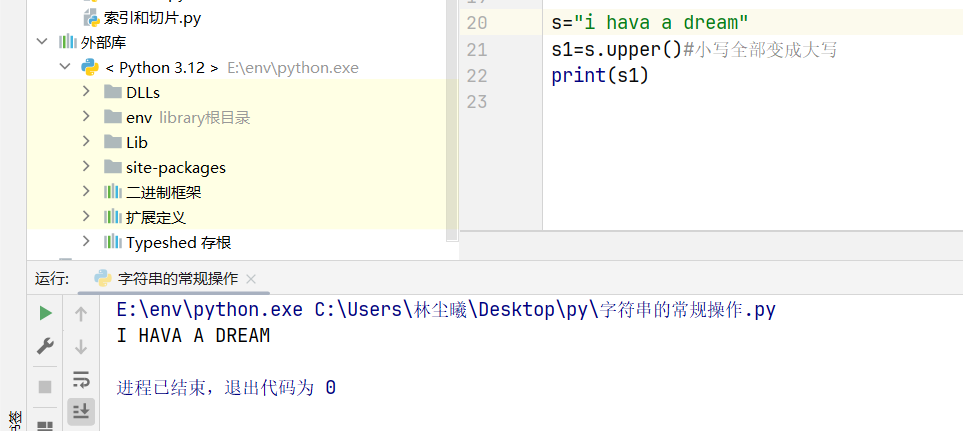 索引和切片.py
外部库
< Python 3.12 > E:\env\python.exe
DLLs
env library根目录
Lib
site-packages
二进制框架
扩展定义
Typeshed 存根
20 s="i hava a dream"
21 s1=s.upper()#小写全部变成大写
22 print(s1)
23
运行: 字符串的常规操作 ×
E:\env\python.exe C:\Users\林尘曦\Desktop\py\字符串的常规操作.py
I HAVA A DREAM
进程已结束，退出代码为 0